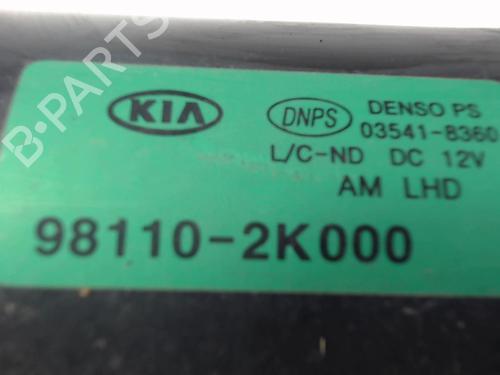 KIA
DNPS
DENSO PS
03541-8360
L/C-ND DC 12V
AM LHD
98110-2K000
B-PARTS